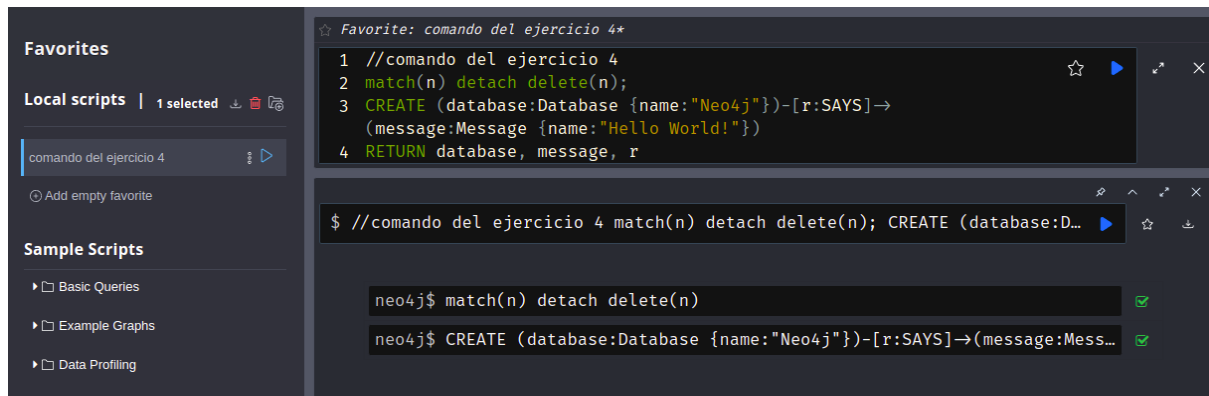 Favorites
Local scripts | 1 selected
comando del ejercicio 4
Add empty favorite
Sample Scripts
Basic Queries
Example Graphs
Data Profiling
Favorite: comando del ejercicio 4*
1 //comando del ejercicio 4
2 match(n) detach delete(n);
3 CREATE (database:Database {name:"Neo4j"})-[r:SAYS]→
(message:Message {name:"Hello World!"})
4 RETURN database, message, r
$ //comando del ejercicio 4 match(n) detach delete(n); CREATE (database:D…
neo4j$ match(n) detach delete(n)
neo4j$ CREATE (database:Database {name:"Neo4j"})-[r:SAYS]→(message:Mess…